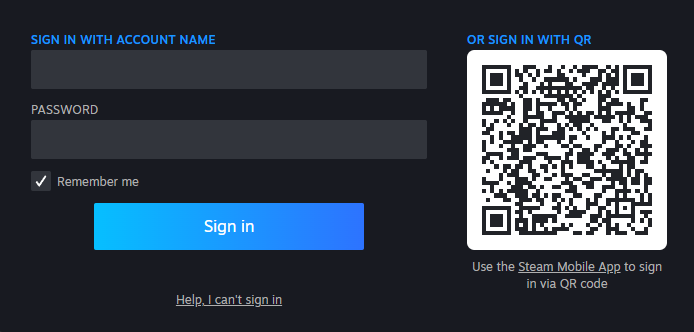 SIGN IN WITH ACCOUNT NAME
PASSWORD
Remember me
Sign in
Help, I can't sign in
OR SIGN IN WITH QR
Use the Steam Mobile App to sign
in via QR code